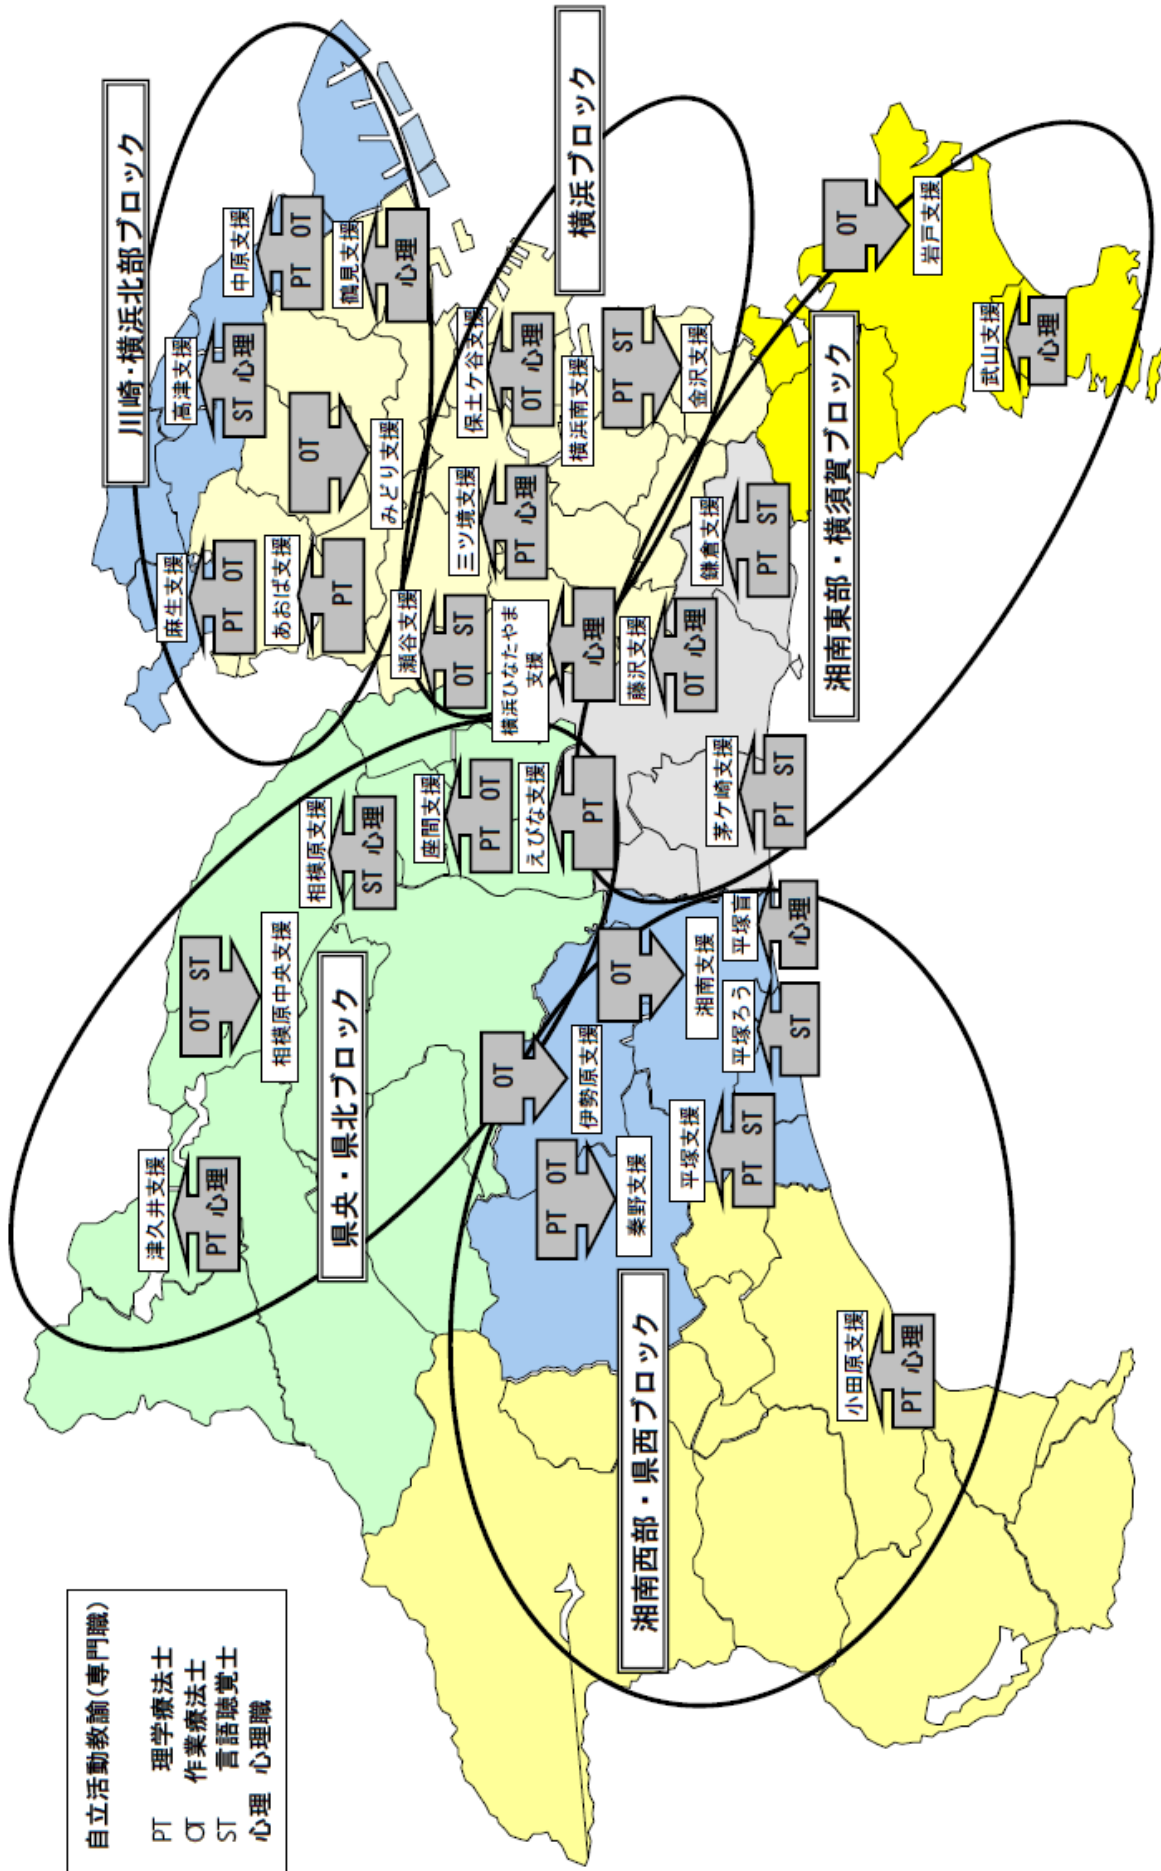 自立活動教諭(専門職)
PT 理学療法士
OT 作業療法士
ST 言語聴覚士
心理 心理職
川崎・横浜北部ブロック
麻生支援
PT OT
高津支援
ST 心理
中原支援
PT OT
あおば支援
PT
OT
みどり支援
鶴見支援
心理
横浜ブロック
瀬谷支援
OT ST
三ツ境支援
PT 心理
保土ケ谷支援
OT 心理
横浜ひなたやま
支援
心理
横浜南支援
PT ST
金沢支援
県央・県北ブロック
津久井支援
PT 心理
OT ST
相模原中央支援
相模原支援
ST 心理
座間支援
PT OT
えびな支援
PT
湘南東部・横須賀ブロック
藤沢支援
OT 心理
鎌倉支援
PT ST
茅ケ崎支援
PT ST
OT
岩戸支援
武山支援
心理
湘南西部・県西ブロック
OT
伊勢原支援
PT OT
秦野支援
OT
湘南支援
平塚支援
PT ST
平塚ろう
ST
平塚盲
心理
小田原支援
PT 心理